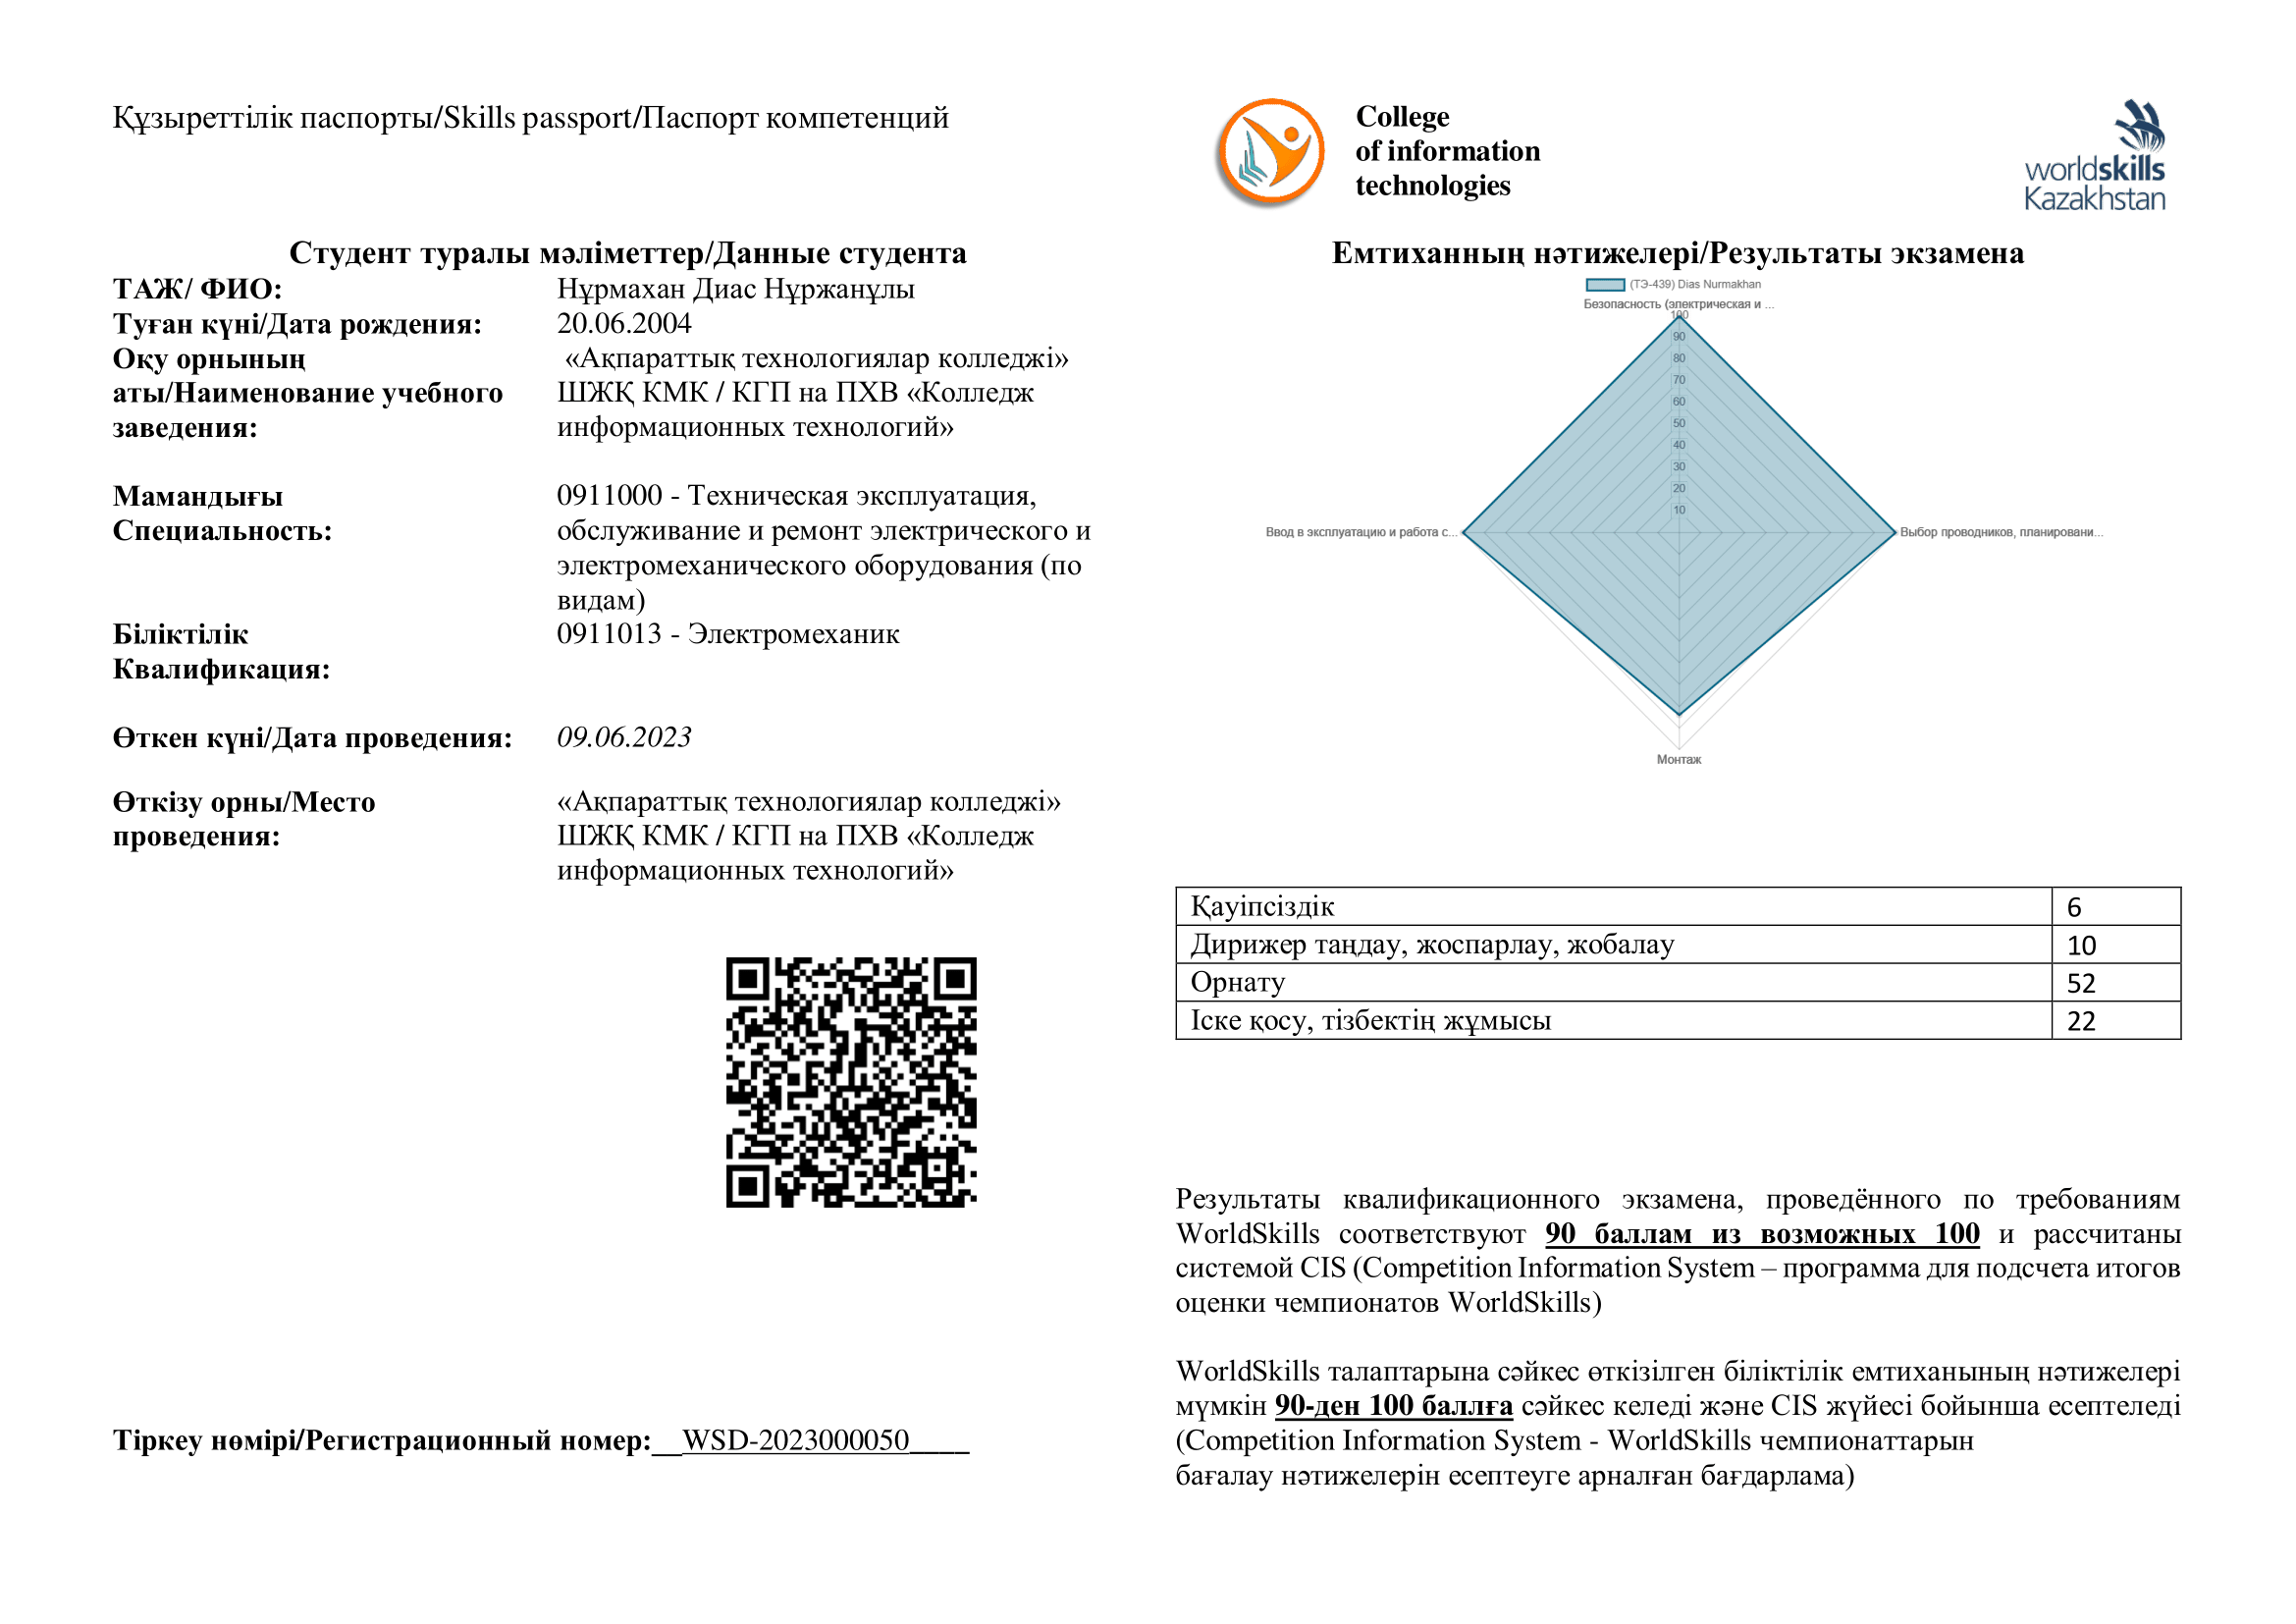 Құзыреттілік паспорты/Skills passport/Паспорт компетенций
Студент туралы мәліметтер/Данные студента
ТАЖ/ ФИО: Нұрмахан Диас Нұржанұлы
Туған күні/Дата рождения: 20.06.2004
Оқу орнының «Ақпараттық технологиялар колледжі»
аты/Наименование учебного ШЖҚ КМК / КГП на ПХВ «Колледж
заведения: информационных технологий»
Мамандығы 0911000 - Техническая эксплуатация,
Специальность: обслуживание и ремонт электрического и
электромеханического оборудования (по
видам)
Біліктілік 0911013 - Электромеханик
Квалификация:
Өткен күні/Дата проведения: 09.06.2023
Өткізу орны/Место «Ақпараттық технологиялар колледжі»
проведения: ШЖҚ КМК / КГП на ПХВ «Колледж
информационных технологий»
Тіркеу нөмірі/Регистрационный номер:__WSD-2023000050____
College
of information
technologies
worldskills
Kazakhstan
Емтиханның нәтижелері/Результаты экзамена
(ТЭ-439) Dias Nurmakhan
Безопасность (электрическая и ...
100
90
80
70
60
50
40
30
20
10
Ввод в эксплуатацию и работа с...
Выбор проводников, планировани...
Монтаж
Қауіпсіздік 6
Дирижер таңдау, жоспарлау, жобалау 10
Орнату 52
Іске қосу, тізбектің жұмысы 22
Результаты квалификационного экзамена, проведённого по требованиям
WorldSkills соответствуют 90 баллам из возможных 100 и рассчитаны
системой CIS (Competition Information System – программа для подсчета итогов
оценки чемпионатов WorldSkills)
WorldSkills талаптарына сәйкес өткізілген біліктілік емтиханының нәтижелері
мүмкін 90-ден 100 баллға сәйкес келеді және CIS жүйесі бойынша есептеледі
(Competition Information System - WorldSkills чемпионаттарын
бағалау нәтижелерін есептеуге арналған бағдарлама)